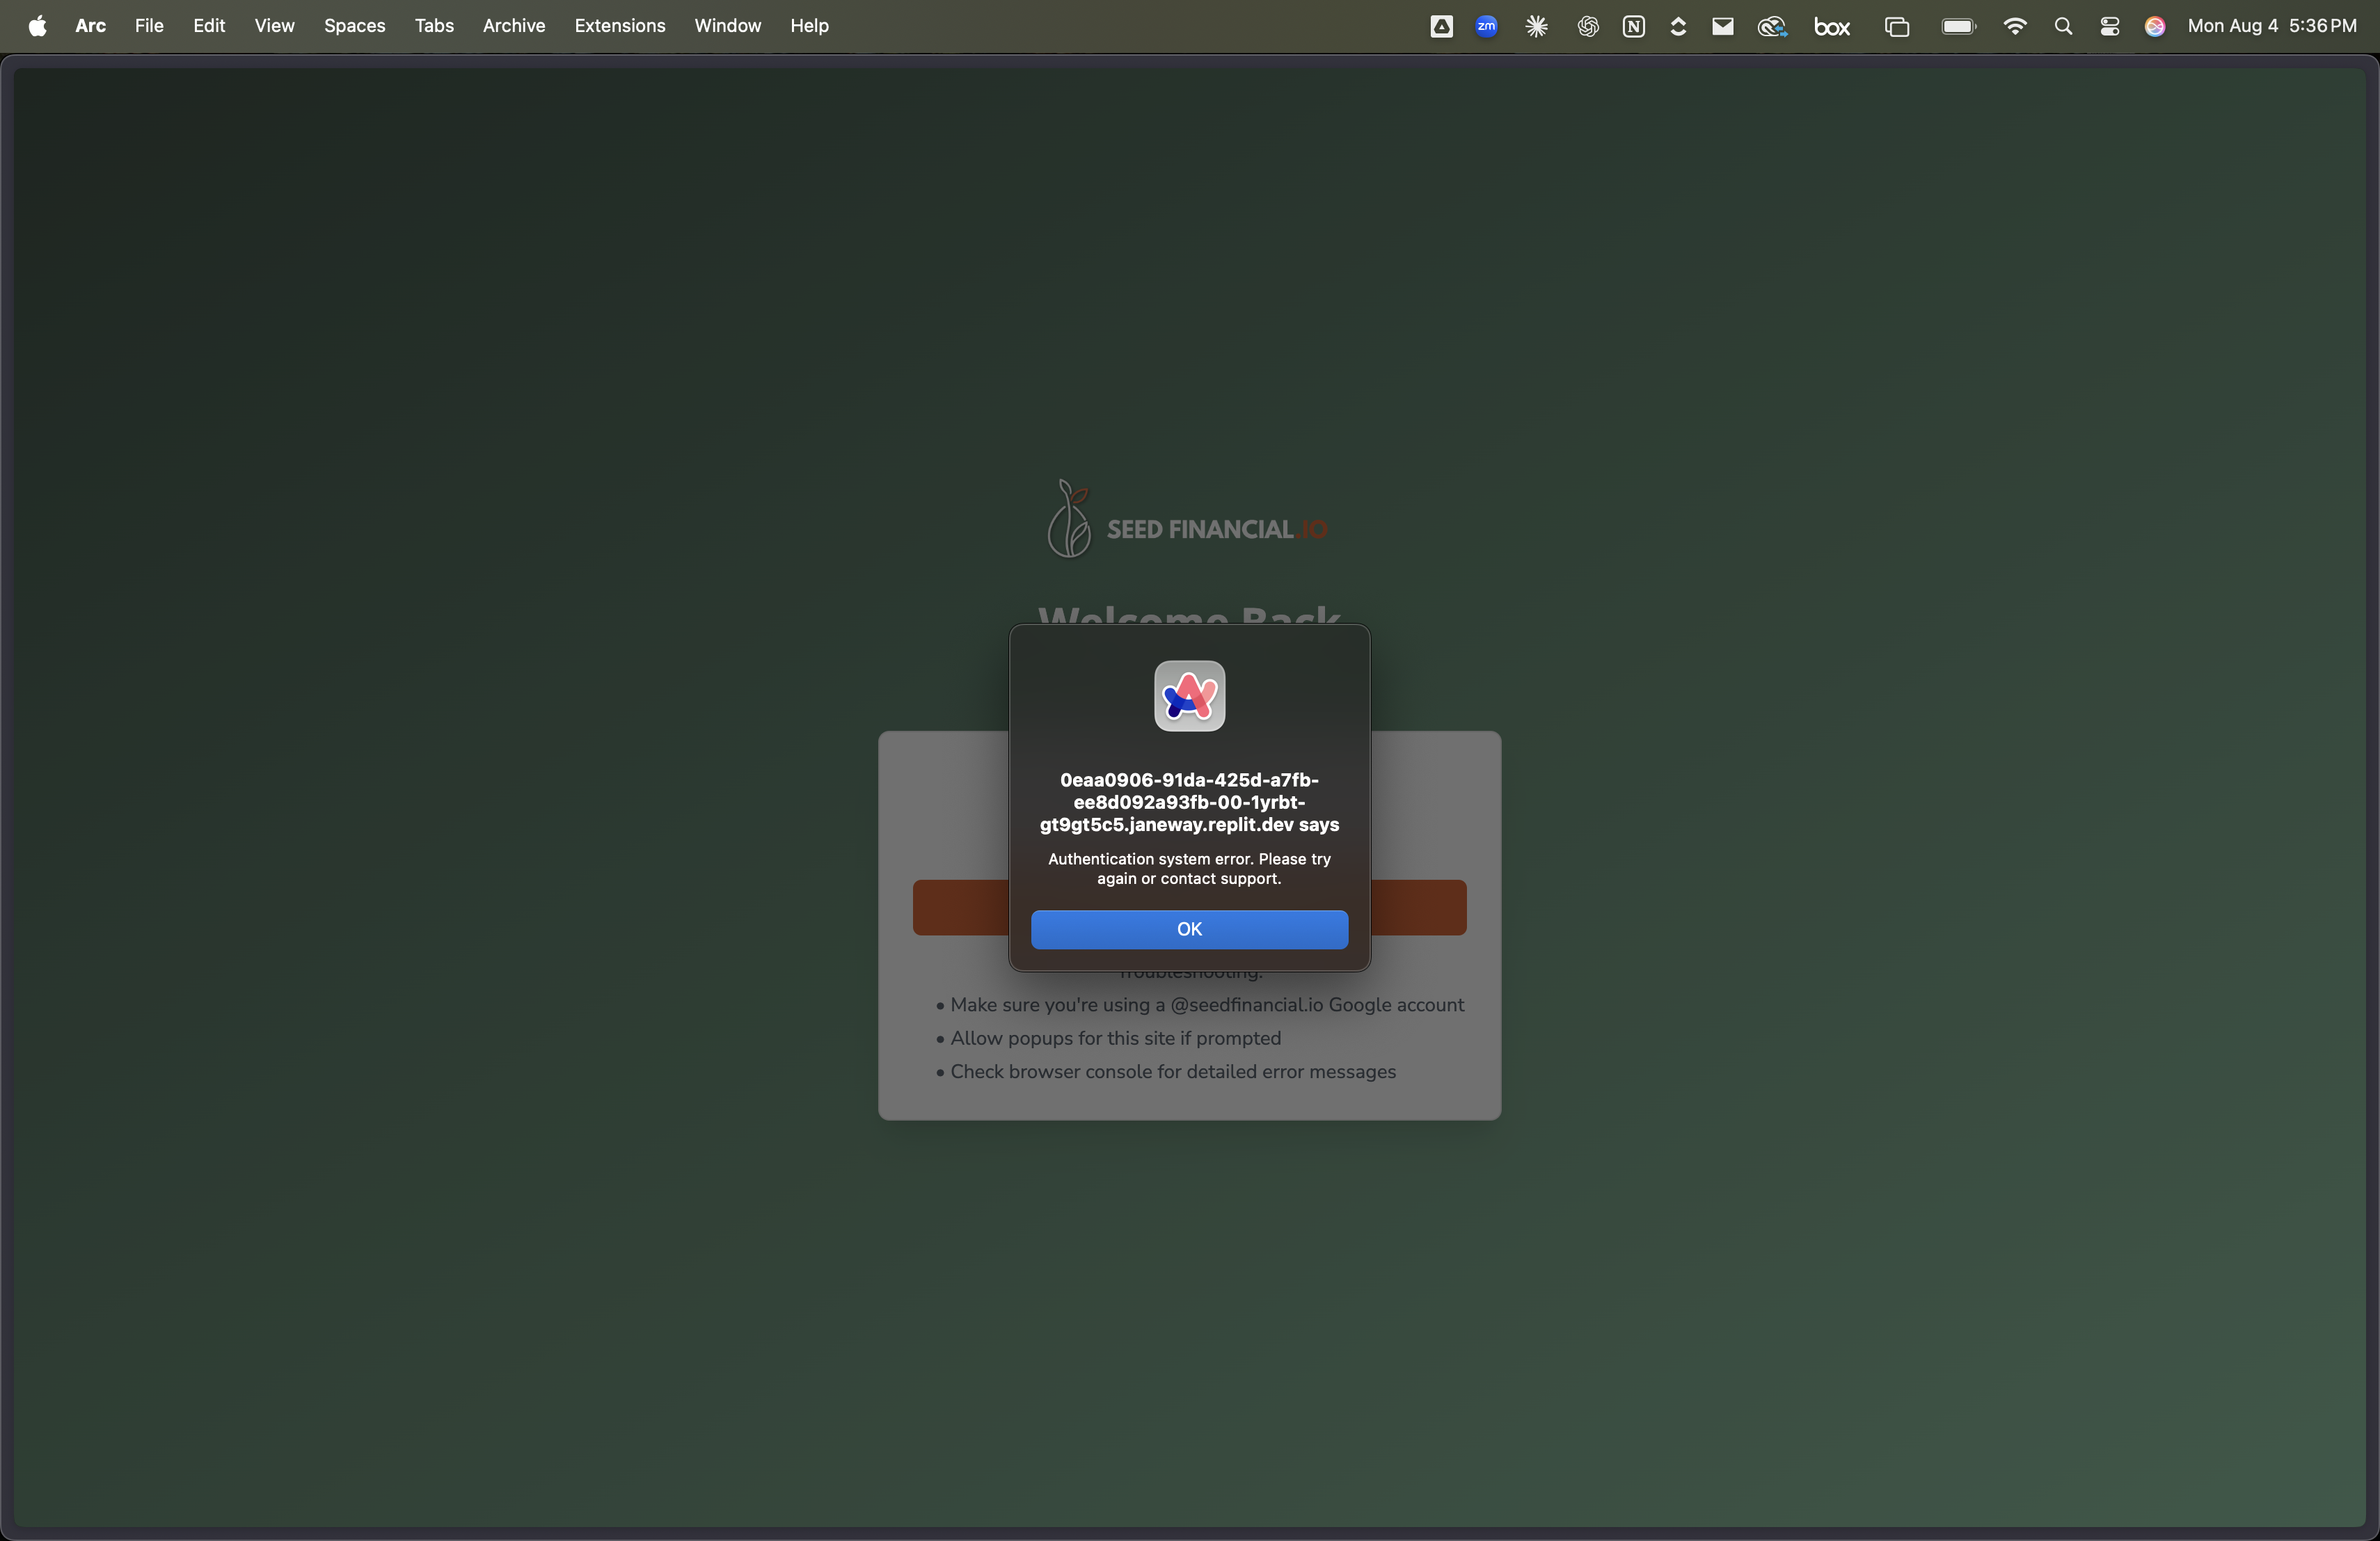 Arc File Edit View Spaces Tabs Archive Extensions Window Help zm N box Mon Aug 4 5:36 PM
SEED FINANCIAL.IO
Welcome Back
0eaa0906-91da-425d-a7fb-
ee8d092a93fb-00-1yrbt-
gt9gt5c5.janeway.replit.dev says
Authentication system error. Please try
again or contact support.
OK
Troubleshooting:
• Make sure you're using a @seedfinancial.io Google account
• Allow popups for this site if prompted
• Check browser console for detailed error messages